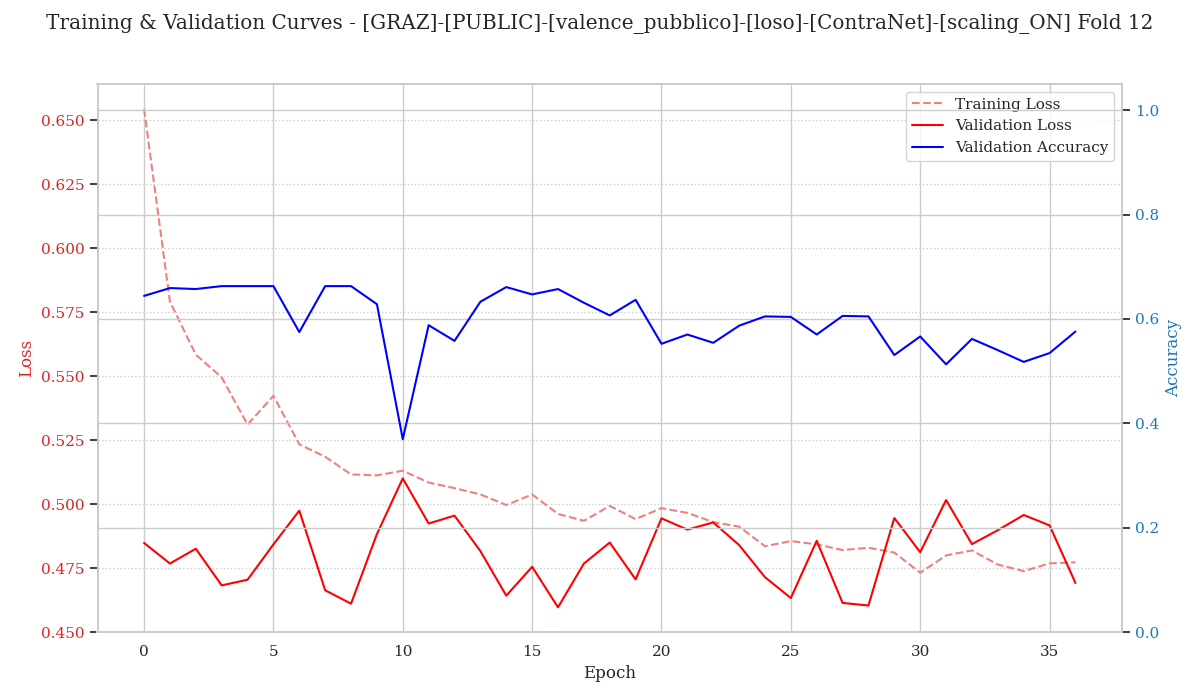 Training & Validation Curves - [GRAZ]-[PUBLIC]-[valence_pubblico]-[loso]-[ContraNet]-[scaling_ON] Fold 12
Training Loss
Validation Loss
Validation Accuracy
0.650
0.625
0.600
0.575
0.550
0.525
0.500
0.475
0.450
Loss
1.0
0.8
0.6
0.4
0.2
0.0
Accuracy
0 5 10 15 20 25 30 35
Epoch